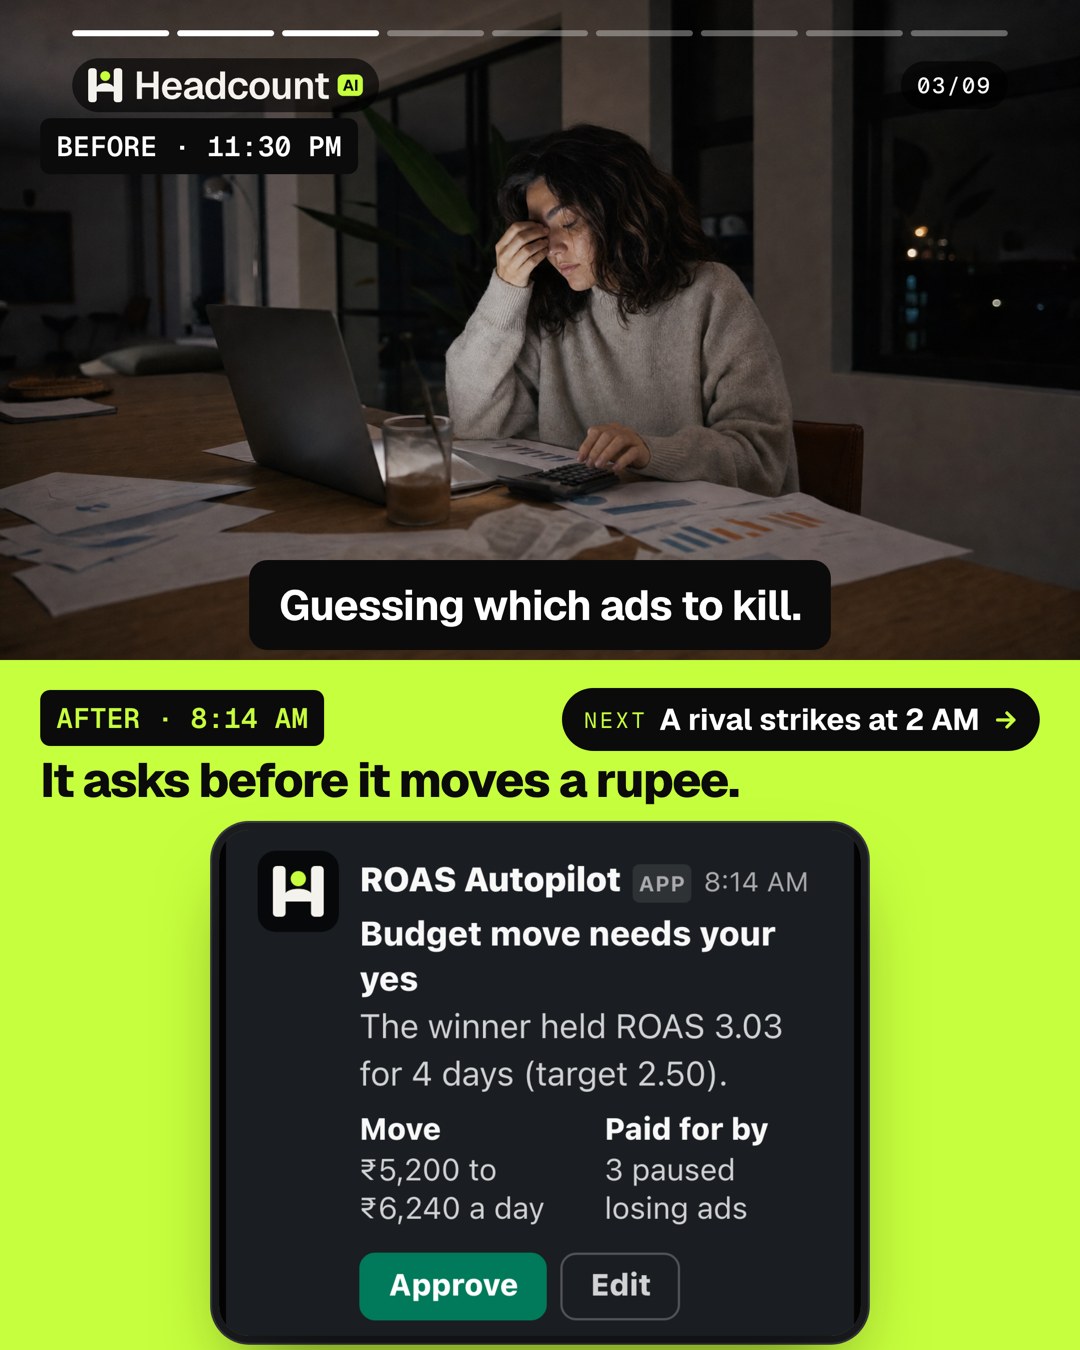 Headcount AI
03/09
BEFORE · 11:30 PM
Guessing which ads to kill.
AFTER · 8:14 AM
NEXT A rival strikes at 2 AM →
It asks before it moves a rupee.
ROAS Autopilot APP 8:14 AM
Budget move needs your
yes
The winner held ROAS 3.03
for 4 days (target 2.50).
Move
₹5,200 to
₹6,240 a day
Paid for by
3 paused
losing ads
Approve
Edit